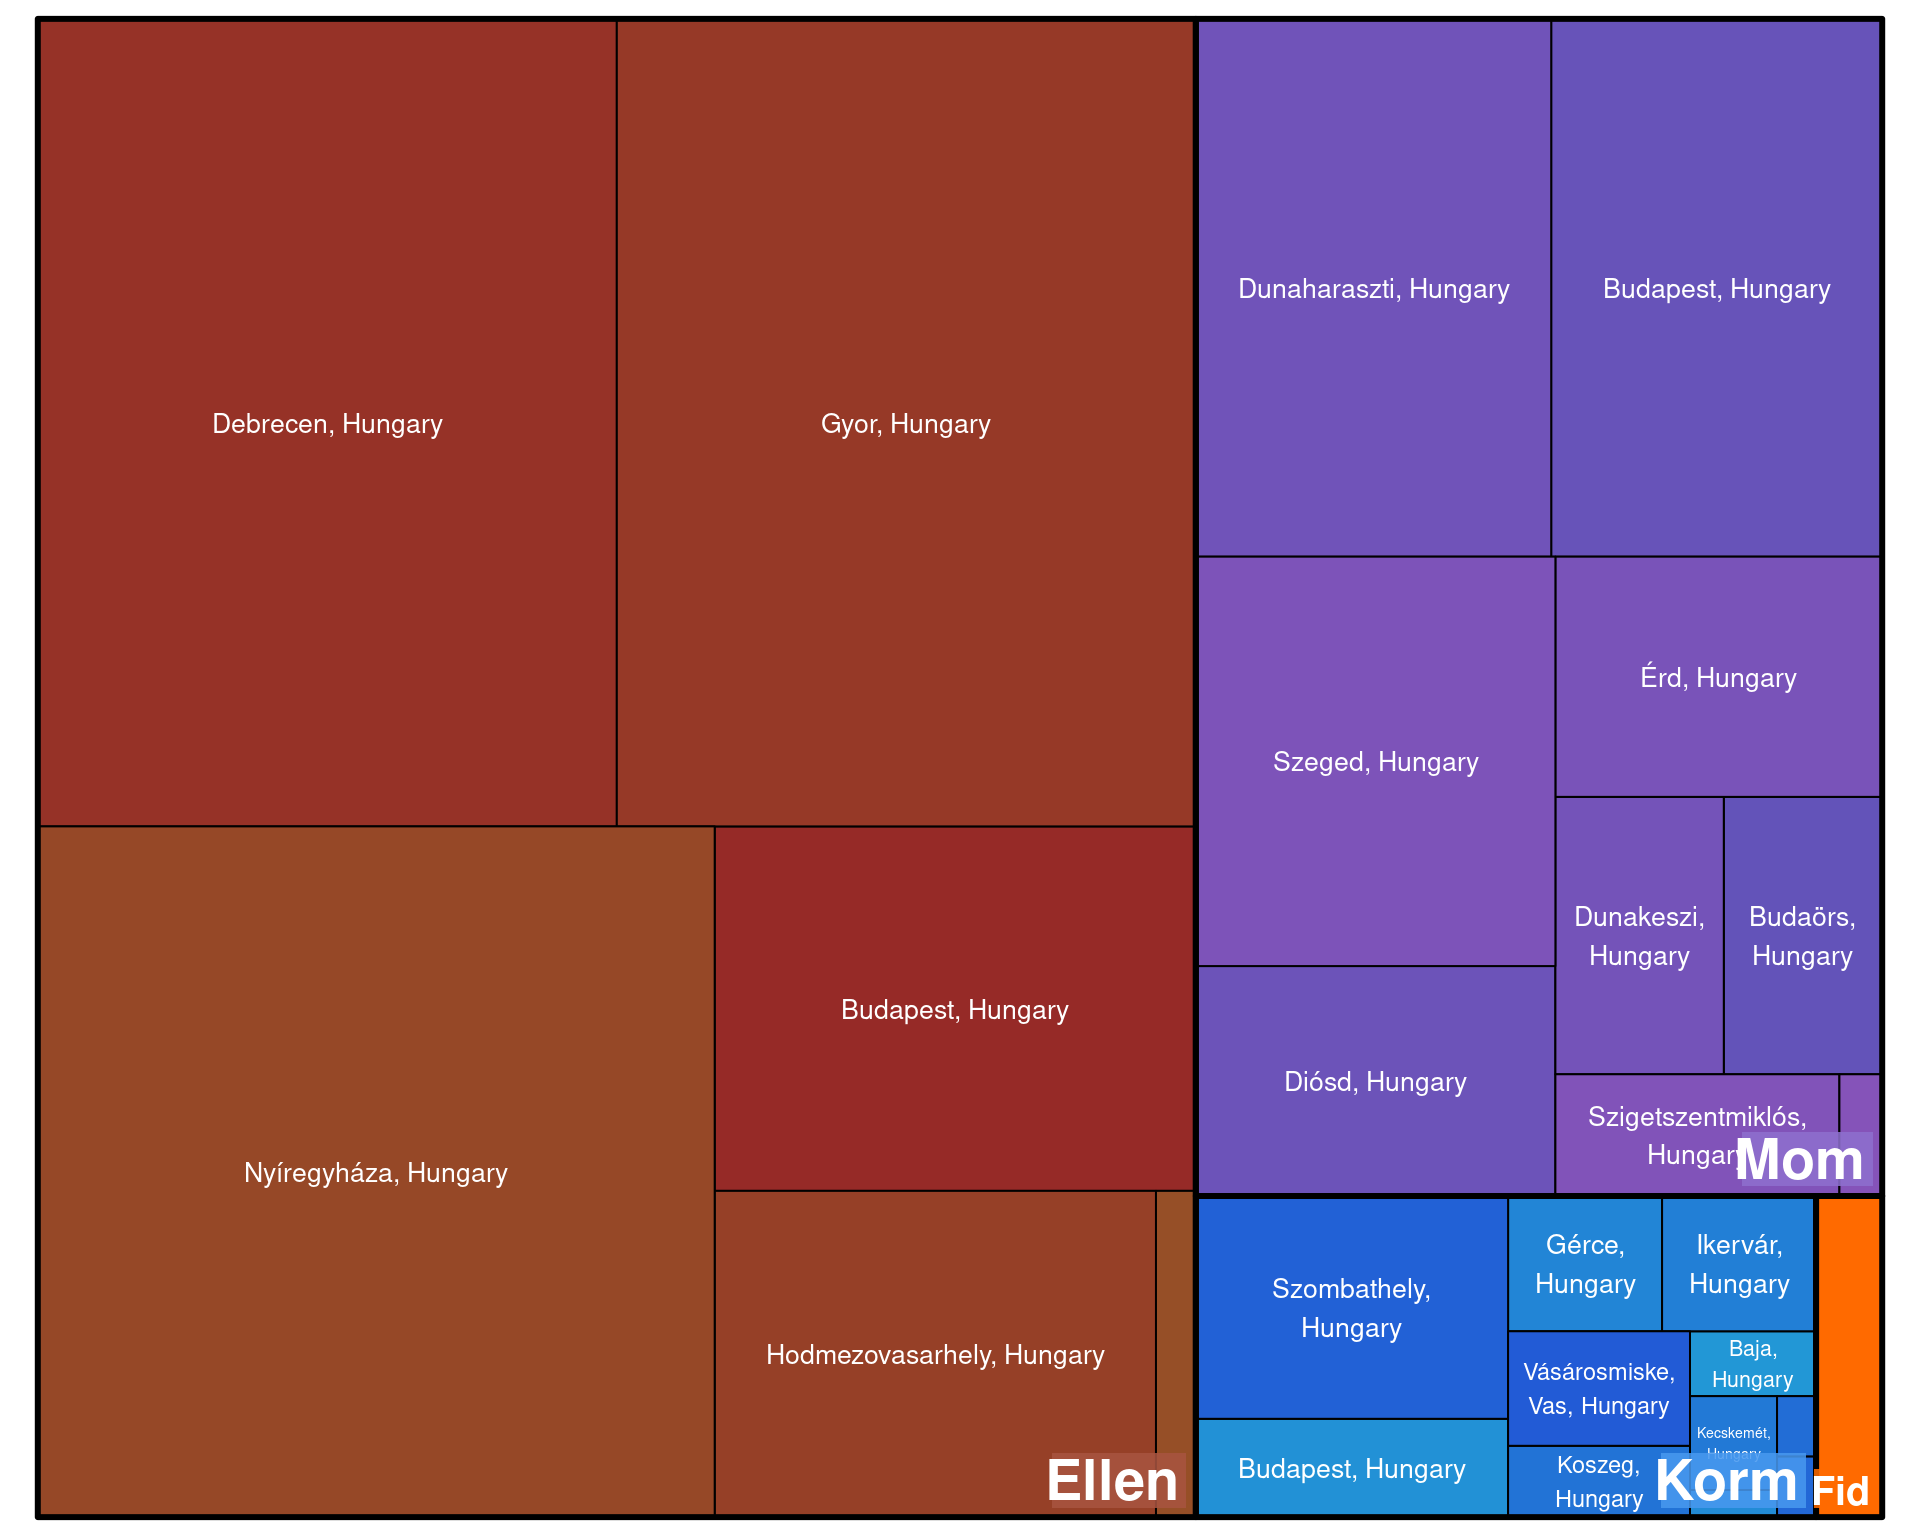 Debrecen, Hungary
Gyor, Hungary
Nyíregyháza, Hungary
Budapest, Hungary
Hodmezovasarhely, Hungary
Ellen
Dunaharaszti, Hungary
Budapest, Hungary
Szeged, Hungary
Érd, Hungary
Dunakeszi,
Hungary
Budaörs,
Hungary
Diósd, Hungary
Szigetszentmiklós,
Hungary
Mom
Szombathely,
Hungary
Budapest, Hungary
Gérce,
Hungary
Ikervár,
Hungary
Vásárosmiske,
Vas, Hungary
Baja,
Hungary
Kecskemét,
Hungary
Koszeg,
Hungary
Korm
Fid